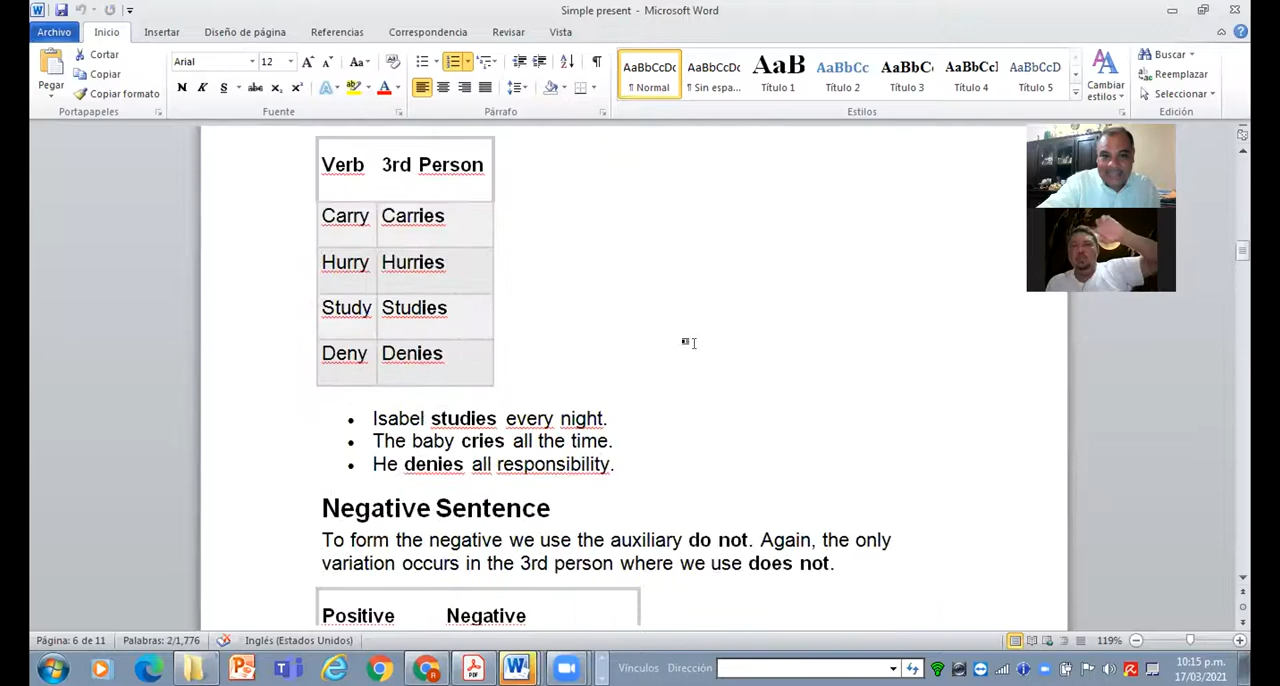 Simple present - Microsoft Word
Archivo Inicio Insertar Diseño de página Referencias Correspondencia Revisar Vista
Pegar
Cortar
Copiar
Copiar formato
Portapapeles
Arial 12
Fuente
Párrafo
AaBbCcDc AaBbCcDc AaB AaBbCc AaBbCc AaBbCc] AaBbCcD
¶ Normal ¶ Sin espa... Título 1 Título 2 Título 3 Título 4 Título 5
Cambiar
estilos
Estilos
Buscar
Reemplazar
Seleccionar
Edición
Verb 3rd Person
Carry Carries
Hurry Hurries
Study Studies
Deny Denies
• Isabel studies every night.
• The baby cries all the time.
• He denies all responsibility.
Negative Sentence
To form the negative we use the auxiliary do not. Again, the only
variation occurs in the 3rd person where we use does not.
Positive Negative
Página: 6 de 11 Palabras: 2/1,776 Inglés (Estados Unidos) 119%
Vínculos Dirección
10:15 p.m.
17/03/2021